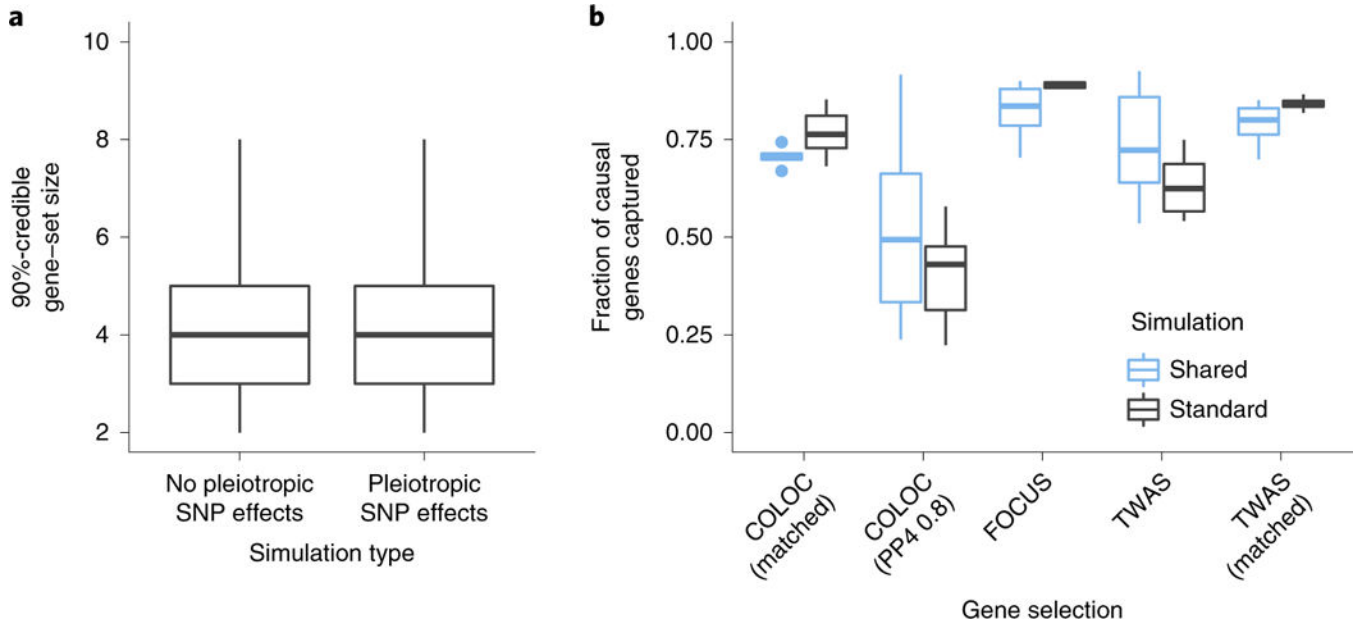 a
10
8
6
4
2
90%-credible
gene–set size
No pleiotropic
SNP effects
Pleiotropic
SNP effects
Simulation type
b
1.00
0.75
0.50
0.25
0.00
Fraction of causal
genes captured
Simulation
Shared
Standard
COLOC
(matched)
COLOC
(PP4 0.8)
FOCUS
TWAS
TWAS
(matched)
Gene selection